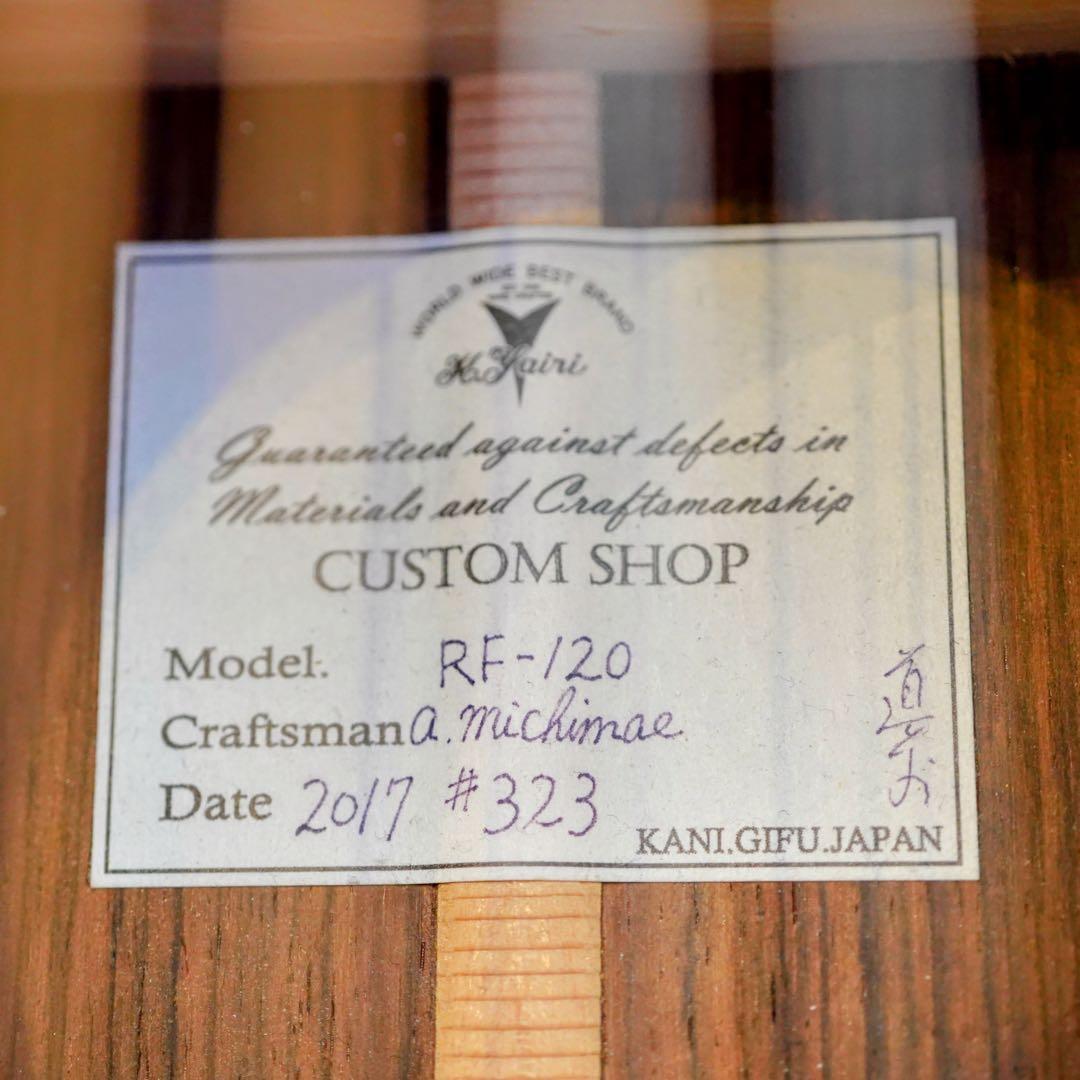 WORLD WIDE BEST BRAND
K.Yairi
Guaranteed against defects in
Materials and Craftsmanship
CUSTOM SHOP
Model. RF-120
Craftsman a. michimae
Date 2017 #323
KANI.GIFU.JAPAN